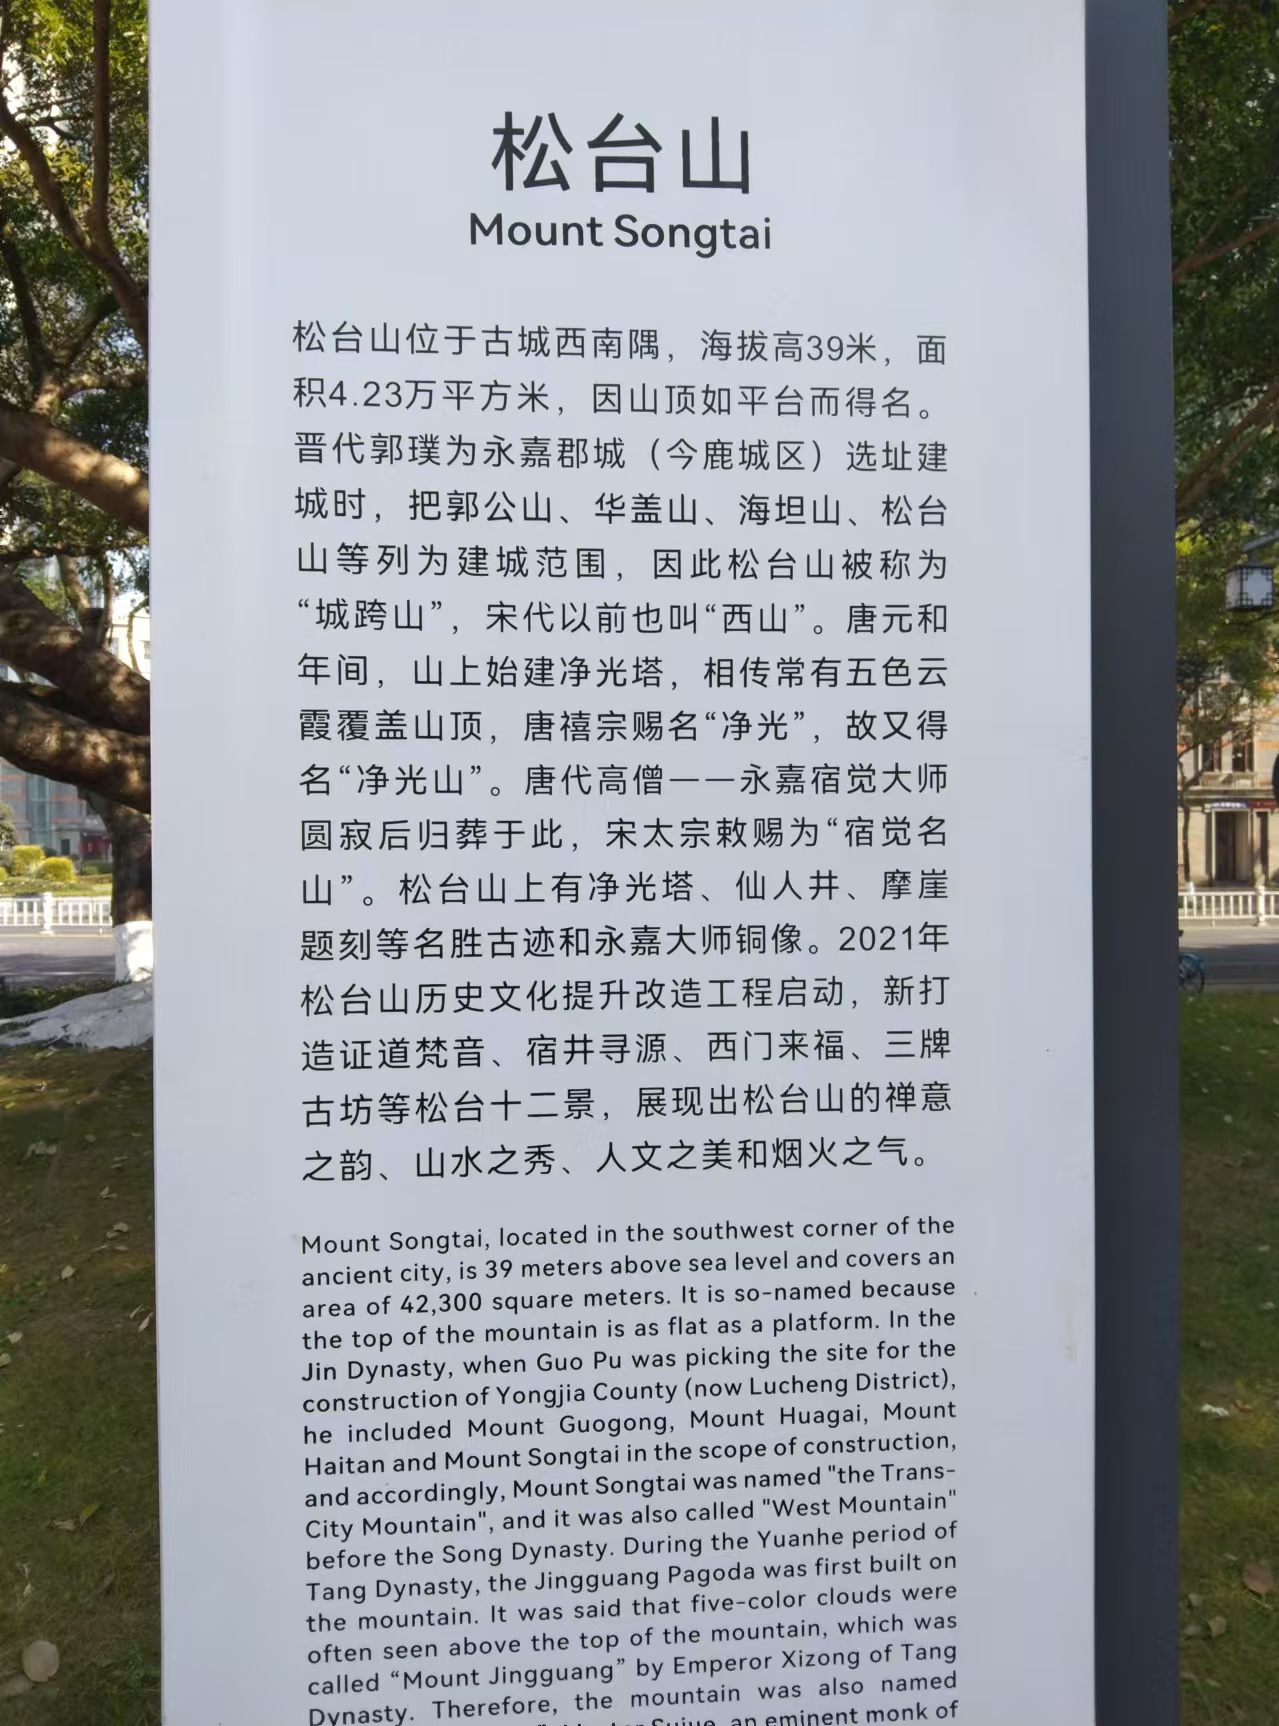 松台山
Mount Songtai
松台山位于古城西南隅，海拔高39米，面
积4.23万平方米，因山顶如平台而得名。
晋代郭璞为永嘉郡城（今鹿城区）选址建
城时，把郭公山、华盖山、海坦山、松台
山等列为建城范围，因此松台山被称为
“城跨山”，宋代以前也叫“西山”。唐元和
年间，山上始建净光塔，相传常有五色云
霞覆盖山顶，唐禧宗赐名“净光”，故又得
名“净光山”。唐代高僧——永嘉宿觉大师
圆寂后归葬于此，宋太宗敕赐为“宿觉名
山”。松台山上有净光塔、仙人井、摩崖
题刻等名胜古迹和永嘉大师铜像。2021年
松台山历史文化提升改造工程启动，新打
造证道梵音、宿井寻源、西门来福、三牌
古坊等松台十二景，展现出松台山的禅意
之韵、山水之秀、人文之美和烟火之气。
Mount Songtai, located in the southwest corner of the
ancient city, is 39 meters above sea level and covers an
area of 42,300 square meters. It is so-named because
the top of the mountain is as flat as a platform. In the
Jin Dynasty, when Guo Pu was picking the site for the
construction of Yongjia County (now Lucheng District),
he included Mount Guogong, Mount Huagai, Mount
Haitan and Mount Songtai in the scope of construction,
and accordingly, Mount Songtai was named "the Trans-
City Mountain", and it was also called "West Mountain"
before the Song Dynasty. During the Yuanhe period of
Tang Dynasty, the Jingguang Pagoda was first built on
the mountain. It was said that five-color clouds were
often seen above the top of the mountain, which was
called “Mount Jingguang” by Emperor Xizong of Tang
Dynasty. Therefore, the mountain was also named
an eminent monk of